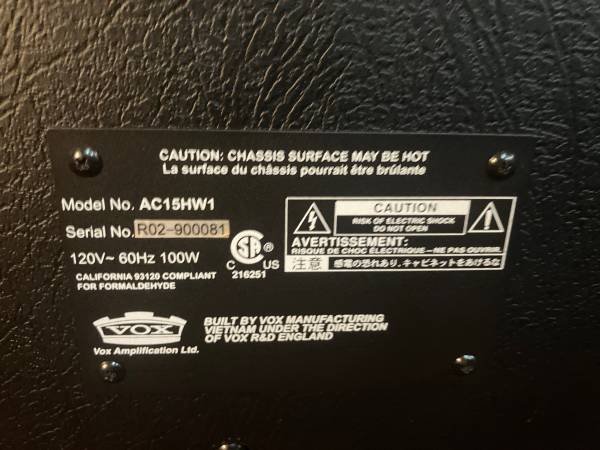 CAUTION: CHASSIS SURFACE MAY BE HOT
La surface du châssis pourrait être brûlante
Model No. AC15HW1
Serial No. R02-900081
120V~ 60Hz 100W
CALIFORNIA 93120 COMPLIANT
FOR FORMALDEHYDE
C US
216251
CAUTION
RISK OF ELECTRIC SHOCK
DO NOT OPEN
AVERTISSEMENT:
RISQUE DE CHOC ÉLECTRIQUE-NE PAS OUVRIR.
注意 感電の恐れあり、キャビネットをあけるな
VOX
Vox Amplification Ltd.
BUILT BY VOX MANUFACTURING
VIETNAM UNDER THE DIRECTION
OF VOX R&D ENGLAND